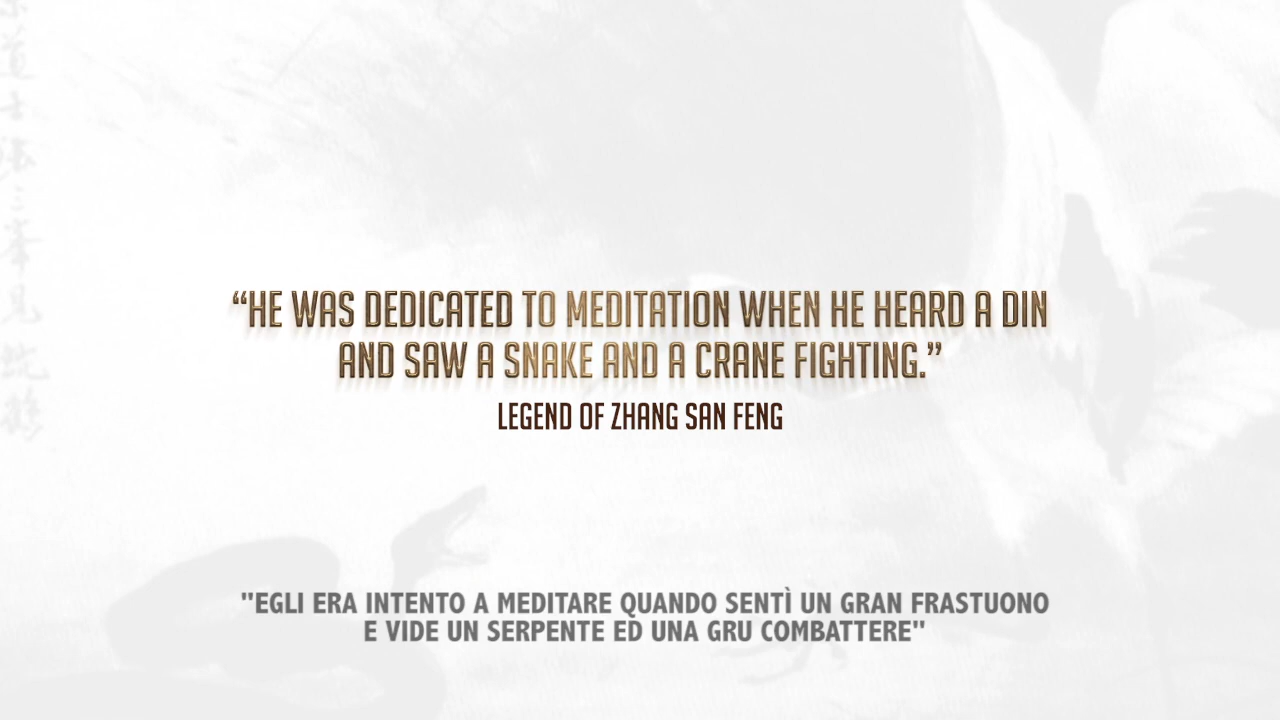 “HE WAS DEDICATED TO MEDITATION WHEN HE HEARD A DIN
AND SAW A SNAKE AND A CRANE FIGHTING.”
LEGEND OF ZHANG SAN FENG
"EGLI ERA INTENTO A MEDITARE QUANDO SENTÌ UN GRAN FRASTUONO
E VIDE UN SERPENTE ED UNA GRU COMBATTERE"